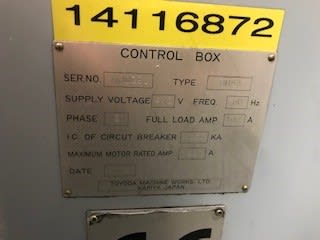 14116872
CONTROL BOX
SER.NO. TYPE
SUPPLY VOLTAGE V FREQ. Hz
PHASE FULL LOAD AMP. A
I.C. OF CIRCUT BREAKER KA
MAXIMUM MOTOR RATED AMP A
DATE
TOYODA MACHINE WORKS. LTD.
KARIYA JAPAN